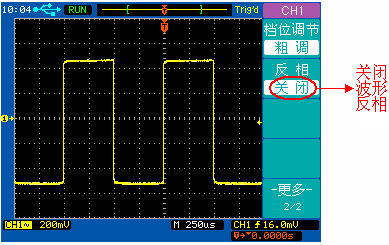 10:04 RUN Trig'd CH1
T
档位调节
粗 调
反 相
关 闭
关闭
波形
反相
1
-更多-
2/2
CH1 200mV M 250us CH1 16.0mV
0.0000s